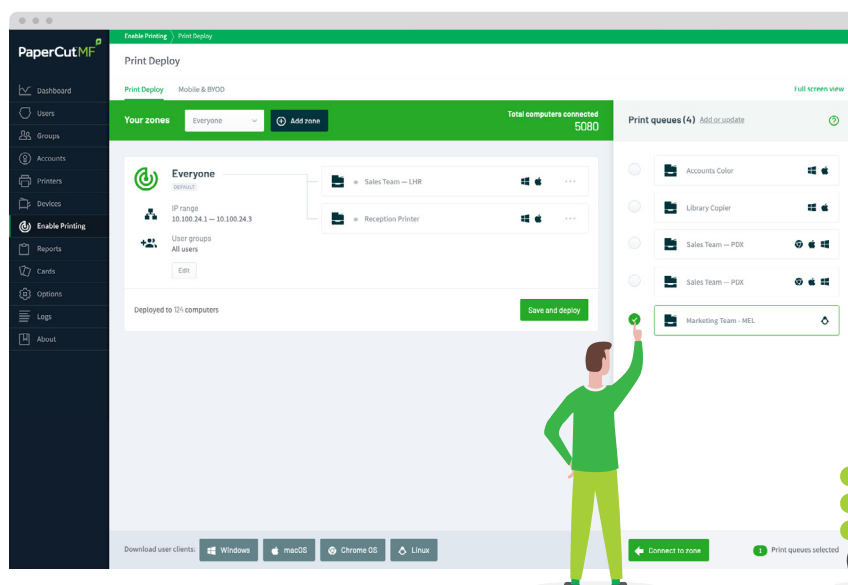 PaperCutMF
Dashboard
Users
Groups
Accounts
Printers
Devices
Enable Printing
Reports
Cards
Options
Logs
About
Enable Printing Print Deploy
Print Deploy
Print Deploy Mobile & BYOD Full screen view
Your zones Everyone Add zone Total computers connected
5080
Everyone
DEFAULT
IP range
10.100.24.1 — 10.100.24.3
User groups
All users
Edit
Sales Team — LHR
Reception Printer
Deployed to 124 computers Save and deploy
Print queues (4) Add or update
Accounts Color
Library Copier
Sales Team — PDX
Sales Team — PDX
Marketing Team - MEL
Download user clients: Windows macOS Chrome OS Linux
Connect to zone 1 Print queues selected